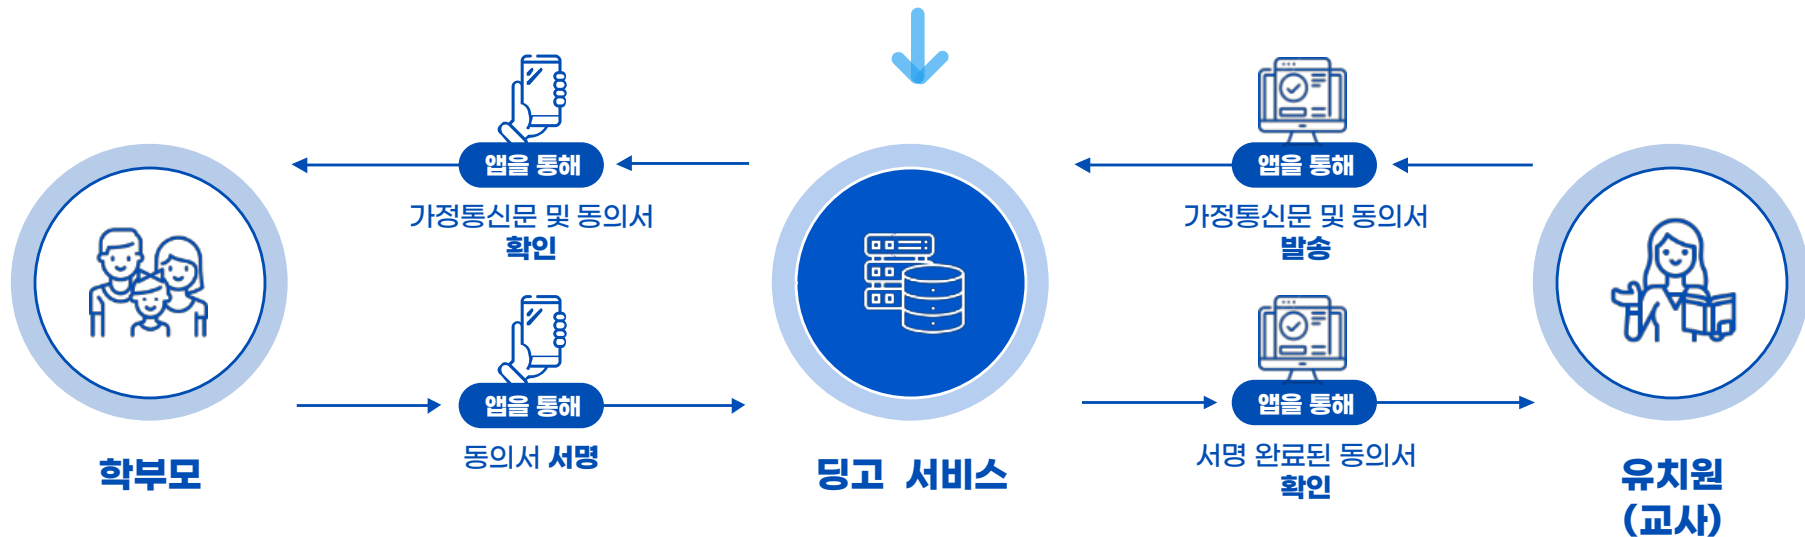 앱을 통해
가정통신문 및 동의서
확인
앱을 통해
가정통신문 및 동의서
발송
앱을 통해
동의서 서명
앱을 통해
서명 완료된 동의서
확인
학부모
딩고 서비스
유치원
(교사)